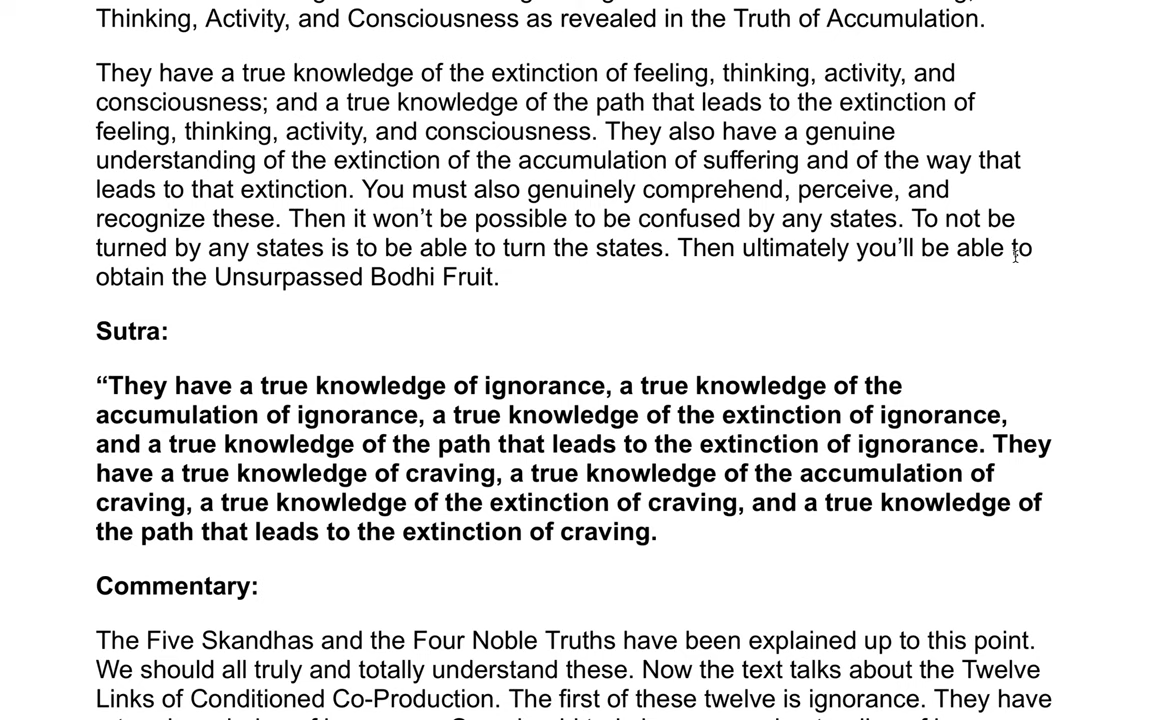 Thinking, Activity, and Consciousness as revealed in the Truth of Accumulation.
They have a true knowledge of the extinction of feeling, thinking, activity, and
consciousness; and a true knowledge of the path that leads to the extinction of
feeling, thinking, activity, and consciousness. They also have a genuine
understanding of the extinction of the accumulation of suffering and of the way that
leads to that extinction. You must also genuinely comprehend, perceive, and
recognize these. Then it won’t be possible to be confused by any states. To not be
turned by any states is to be able to turn the states. Then ultimately you’ll be able to
obtain the Unsurpassed Bodhi Fruit.
Sutra:
“They have a true knowledge of ignorance, a true knowledge of the
accumulation of ignorance, a true knowledge of the extinction of ignorance,
and a true knowledge of the path that leads to the extinction of ignorance. They
have a true knowledge of craving, a true knowledge of the accumulation of
craving, a true knowledge of the extinction of craving, and a true knowledge of
the path that leads to the extinction of craving.
Commentary:
The Five Skandhas and the Four Noble Truths have been explained up to this point.
We should all truly and totally understand these. Now the text talks about the Twelve
Links of Conditioned Co-Production. The first of these twelve is ignorance. They have